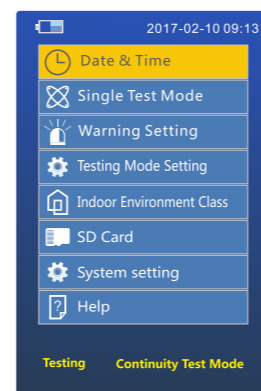 2017-02-10 09:13
Date & Time
Single Test Mode
Warning Setting
Testing Mode Setting
Indoor Environment Class
SD Card
System setting
Help
Testing Continuity Test Mode